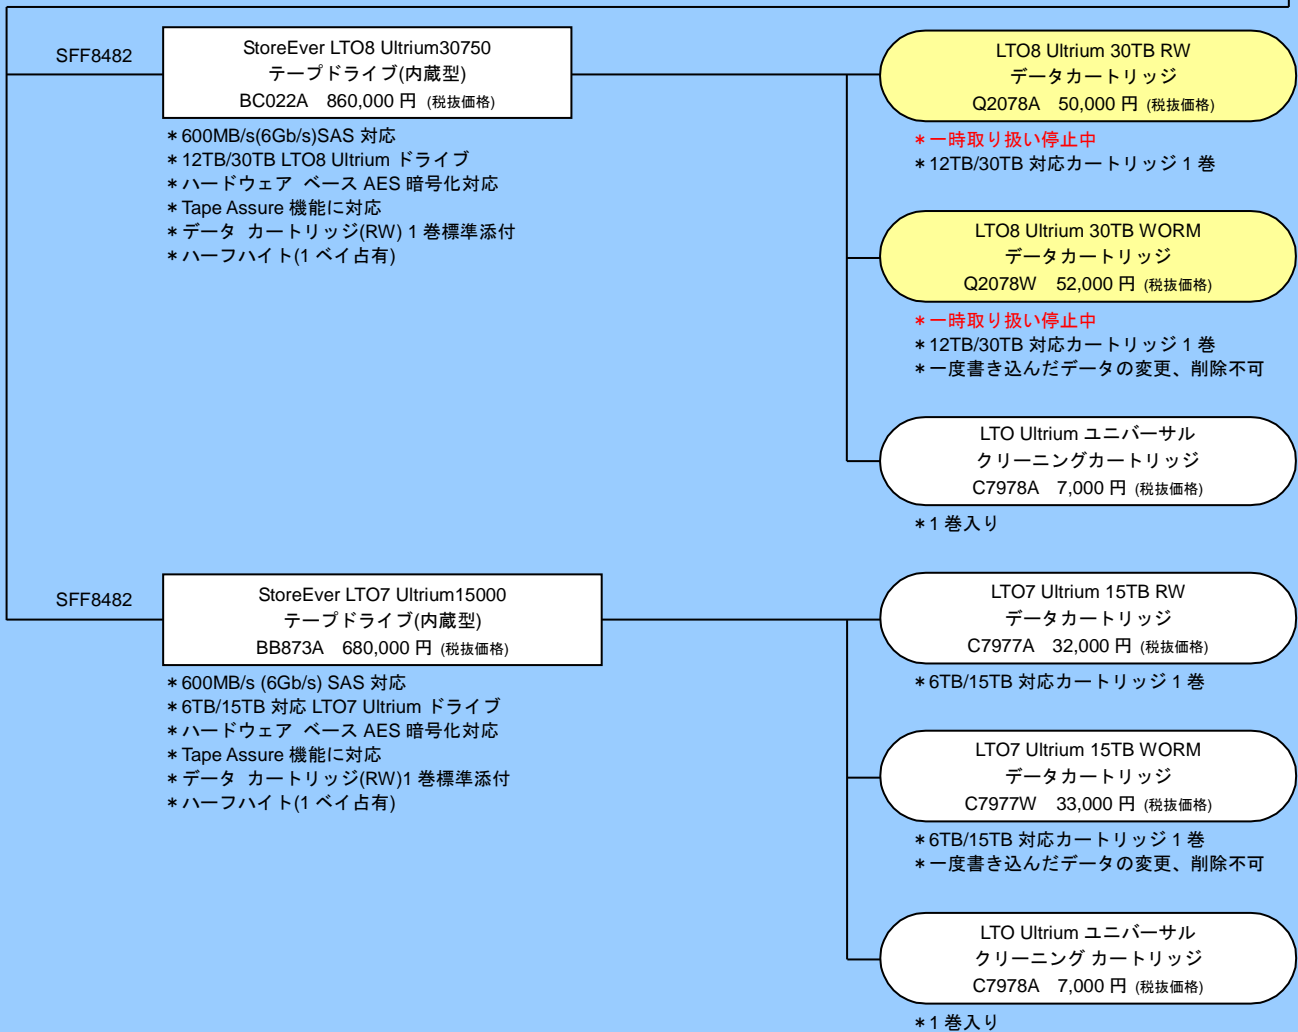 SFF8482
StoreEver LTO8 Ultrium30750
テープドライブ(内蔵型)
BC022A 860,000 円 (税抜価格)
＊600MB/s(6Gb/s)SAS 対応
＊12TB/30TB LTO8 Ultrium ドライブ
＊ハードウェア ベース AES 暗号化対応
＊Tape Assure 機能に対応
＊データ カートリッジ(RW) 1 巻標準添付
＊ハーフハイト(1 ベイ占有)
LTO8 Ultrium 30TB RW
データカートリッジ
Q2078A 50,000 円 (税抜価格)
＊一時取り扱い停止中
＊12TB/30TB 対応カートリッジ 1 巻
LTO8 Ultrium 30TB WORM
データカートリッジ
Q2078W 52,000 円 (税抜価格)
＊一時取り扱い停止中
＊12TB/30TB 対応カートリッジ 1 巻
＊一度書き込んだデータの変更、削除不可
LTO Ultrium ユニバーサル
クリーニングカートリッジ
C7978A 7,000 円 (税抜価格)
＊1 巻入り
SFF8482
StoreEver LTO7 Ultrium15000
テープドライブ(内蔵型)
BB873A 680,000 円 (税抜価格)
＊600MB/s (6Gb/s) SAS 対応
＊6TB/15TB 対応 LTO7 Ultrium ドライブ
＊ハードウェア ベース AES 暗号化対応
＊Tape Assure 機能に対応
＊データ カートリッジ(RW)1 巻標準添付
＊ハーフハイト(1 ベイ占有)
LTO7 Ultrium 15TB RW
データカートリッジ
C7977A 32,000 円 (税抜価格)
＊6TB/15TB 対応カートリッジ 1 巻
LTO7 Ultrium 15TB WORM
データカートリッジ
C7977W 33,000 円 (税抜価格)
＊6TB/15TB 対応カートリッジ 1 巻
＊一度書き込んだデータの変更、削除不可
LTO Ultrium ユニバーサル
クリーニング カートリッジ
C7978A 7,000 円 (税抜価格)
＊1 巻入り